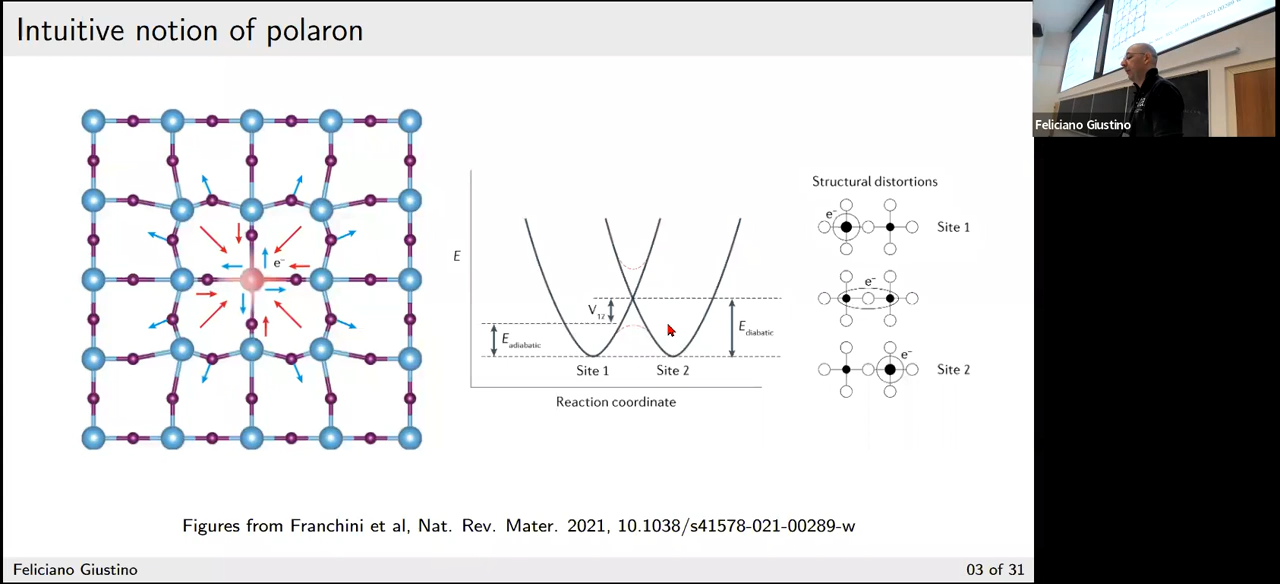 Intuitive notion of polaron
Feliciano Giustino
e⁻
E
V₁₂
E adiabatic
E diabatic
Site 1
Site 2
Reaction coordinate
Structural distortions
e⁻
Site 1
e⁻
e⁻
Site 2
Figures from Franchini et al, Nat. Rev. Mater. 2021, 10.1038/s41578-021-00289-w
Feliciano Giustino
03 of 31